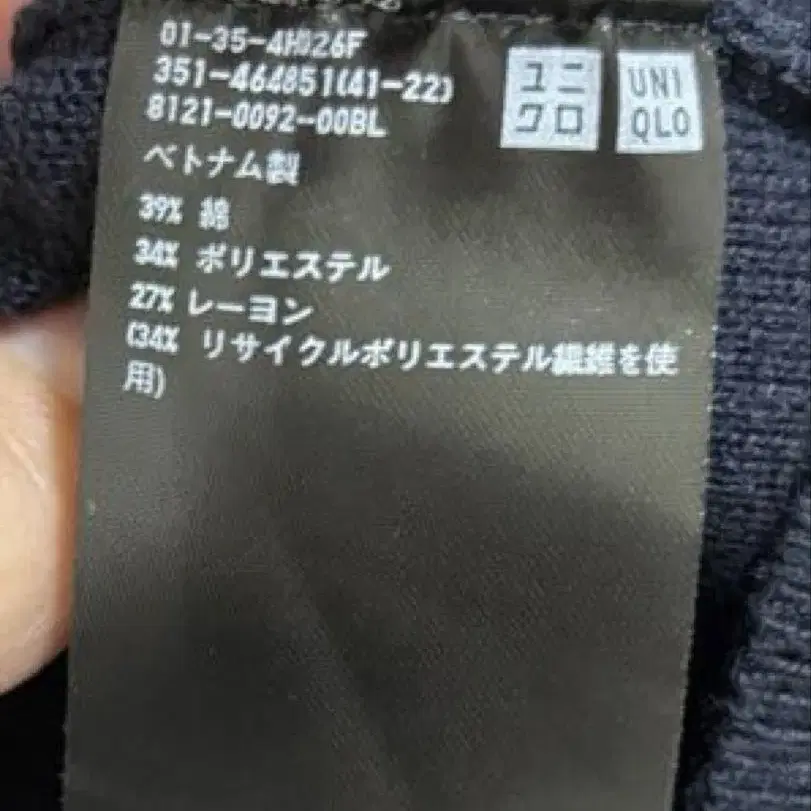 01-35-4H026F
351-464851(41-22)
8121-0092-00BL
ユニ
クロ
UNI
QLO
ベトナム製
39% 綿
34% ポリエステル
27% レーヨン
(34% リサイクルポリエステル繊維を使
用)